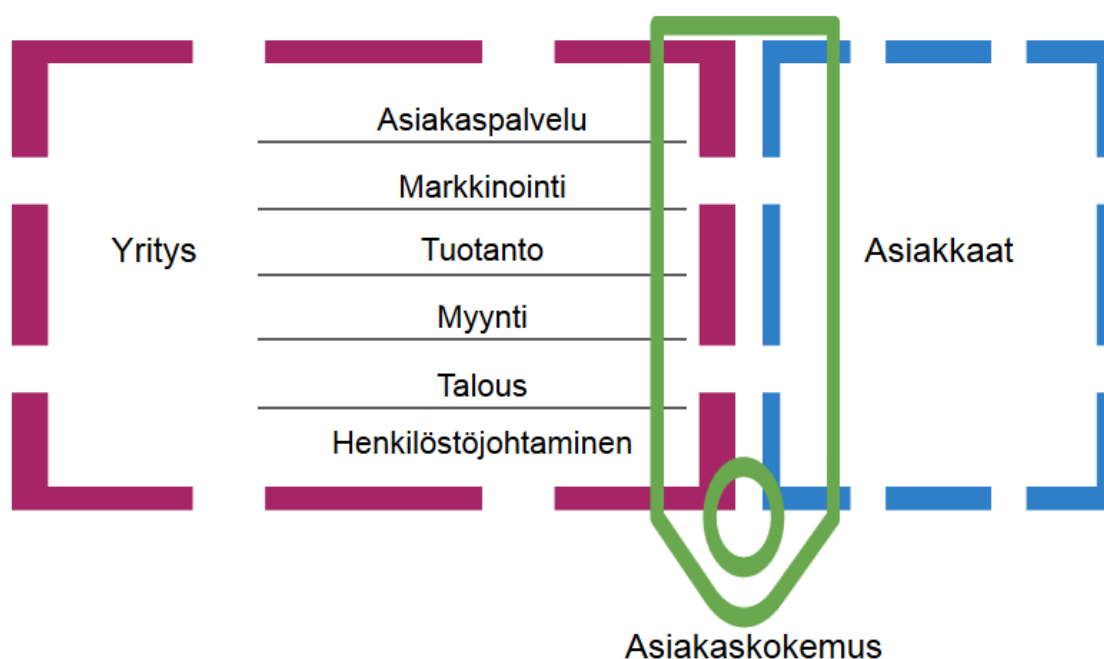 Asiakaspalvelu
Markkinointi
Yritys
Tuotanto
Asiakkaat
Myynti
Talous
Henkilöstöjohtaminen
Asiakaskokemus